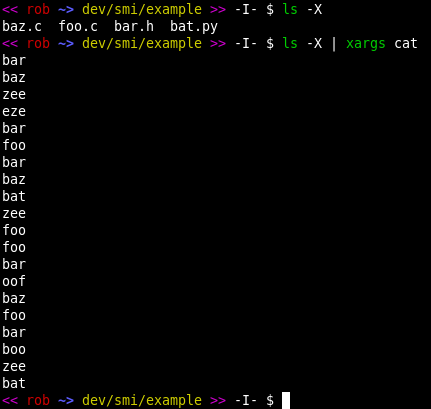 << rob ~> dev/smi/example >> -I- $ ls -X
baz.c  foo.c  bar.h  bat.py
<< rob ~> dev/smi/example >> -I- $ ls -X | xargs cat
bar
baz
zee
eze
bar
foo
bar
baz
bat
zee
foo
foo
bar
oof
baz
foo
bar
boo
zee
bat
<< rob ~> dev/smi/example >> -I- $